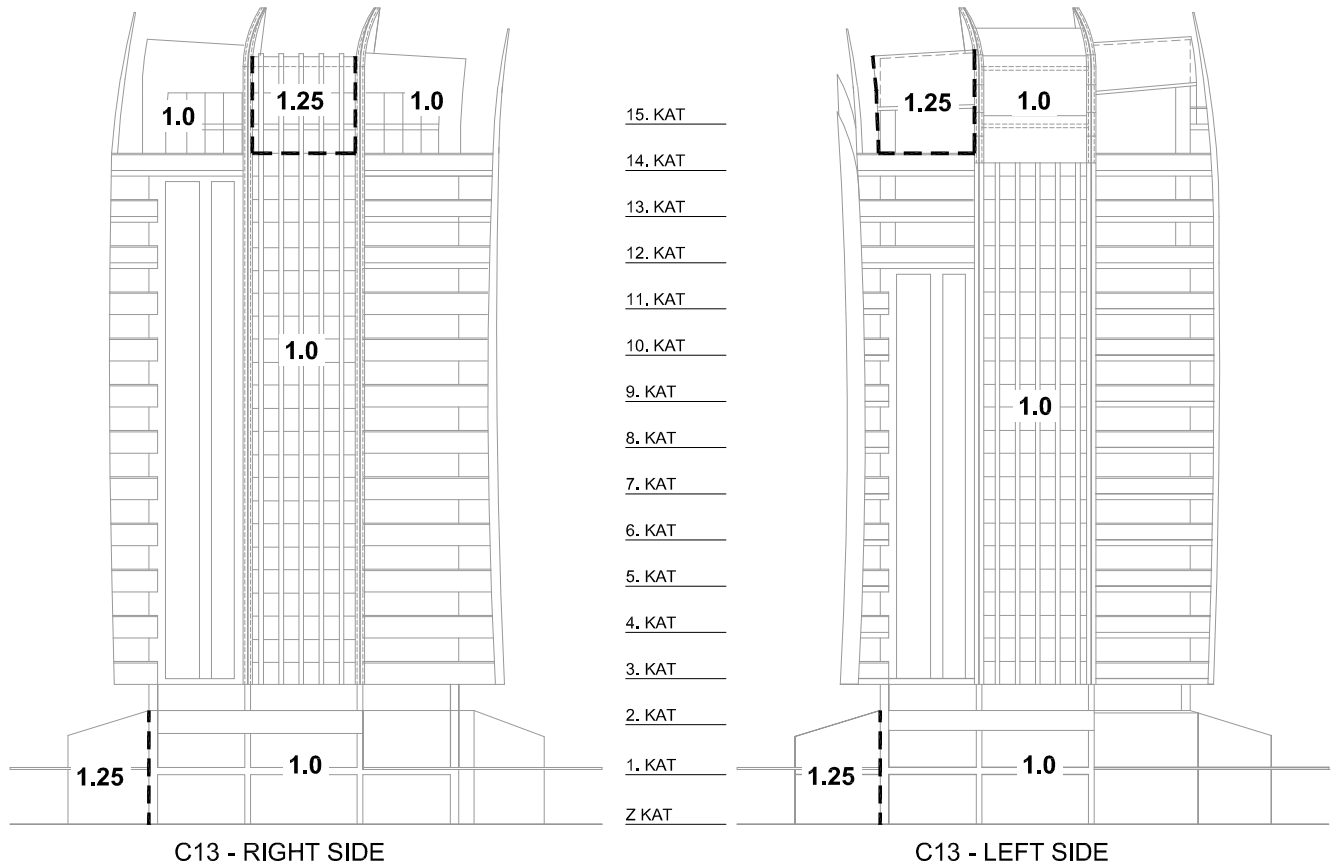 1.0
1.25
1.0
1.0
1.25
1.0
C13 - RIGHT SIDE
15. KAT
14. KAT
13. KAT
12. KAT
11. KAT
10. KAT
9. KAT
8. KAT
7. KAT
6. KAT
5. KAT
4. KAT
3. KAT
2. KAT
1. KAT
Z KAT
1.25
1.0
1.0
1.25
1.0
C13 - LEFT SIDE